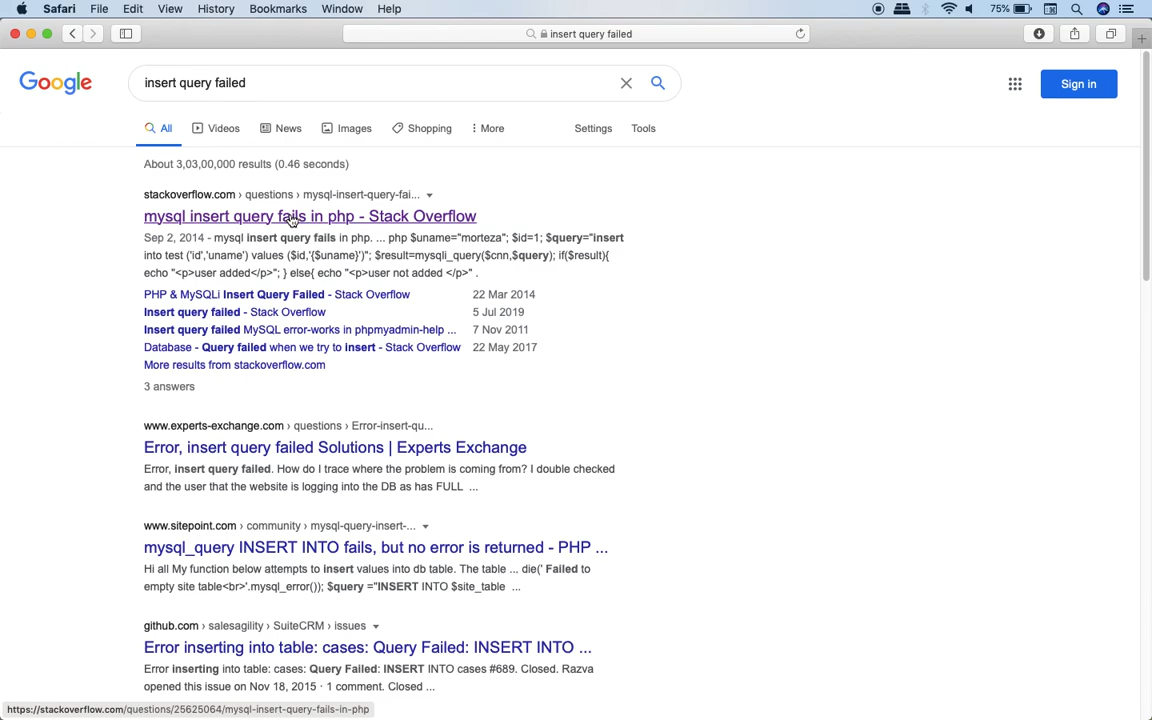 Safari File Edit View History Bookmarks Window Help 75%
insert query failed
Google insert query failed Sign in
All Videos News Images Shopping More Settings Tools
About 3,03,00,000 results (0.46 seconds)
stackoverflow.com › questions › mysql-insert-query-fai...
mysql insert query fails in php - Stack Overflow
Sep 2, 2014 - mysql insert query fails in php. ... php $uname="morteza"; $id=1; $query="insert
into test ('id','uname') values ($id,'{$uname}')"; $result=mysqli_query($cnn,$query); if($result){
echo "<p>user added</p>"; } else{ echo "<p>user not added </p>" .
PHP & MySQLi Insert Query Failed - Stack Overflow 22 Mar 2014
Insert query failed - Stack Overflow 5 Jul 2019
Insert query failed MySQL error-works in phpmyadmin-help ... 7 Nov 2011
Database - Query failed when we try to insert - Stack Overflow 22 May 2017
More results from stackoverflow.com
3 answers
www.experts-exchange.com › questions › Error-insert-qu...
Error, insert query failed Solutions | Experts Exchange
Error, insert query failed. How do I trace where the problem is coming from? I double checked
and the user that the website is logging into the DB as has FULL ...
www.sitepoint.com › community › mysql-query-insert-...
mysql_query INSERT INTO fails, but no error is returned - PHP ...
Hi all My function below attempts to insert values into db table. The table ... die(' Failed to
empty site table<br>'.mysql_error()); $query ="INSERT INTO $site_table ...
github.com › salesagility › SuiteCRM › issues
Error inserting into table: cases: Query Failed: INSERT INTO ...
Error inserting into table: cases: Query Failed: INSERT INTO cases #689. Closed. Razva
opened this issue on Nov 18, 2015 · 1 comment. Closed ...
https://stackoverflow.com/questions/25625064/mysql-insert-query-fails-in-php